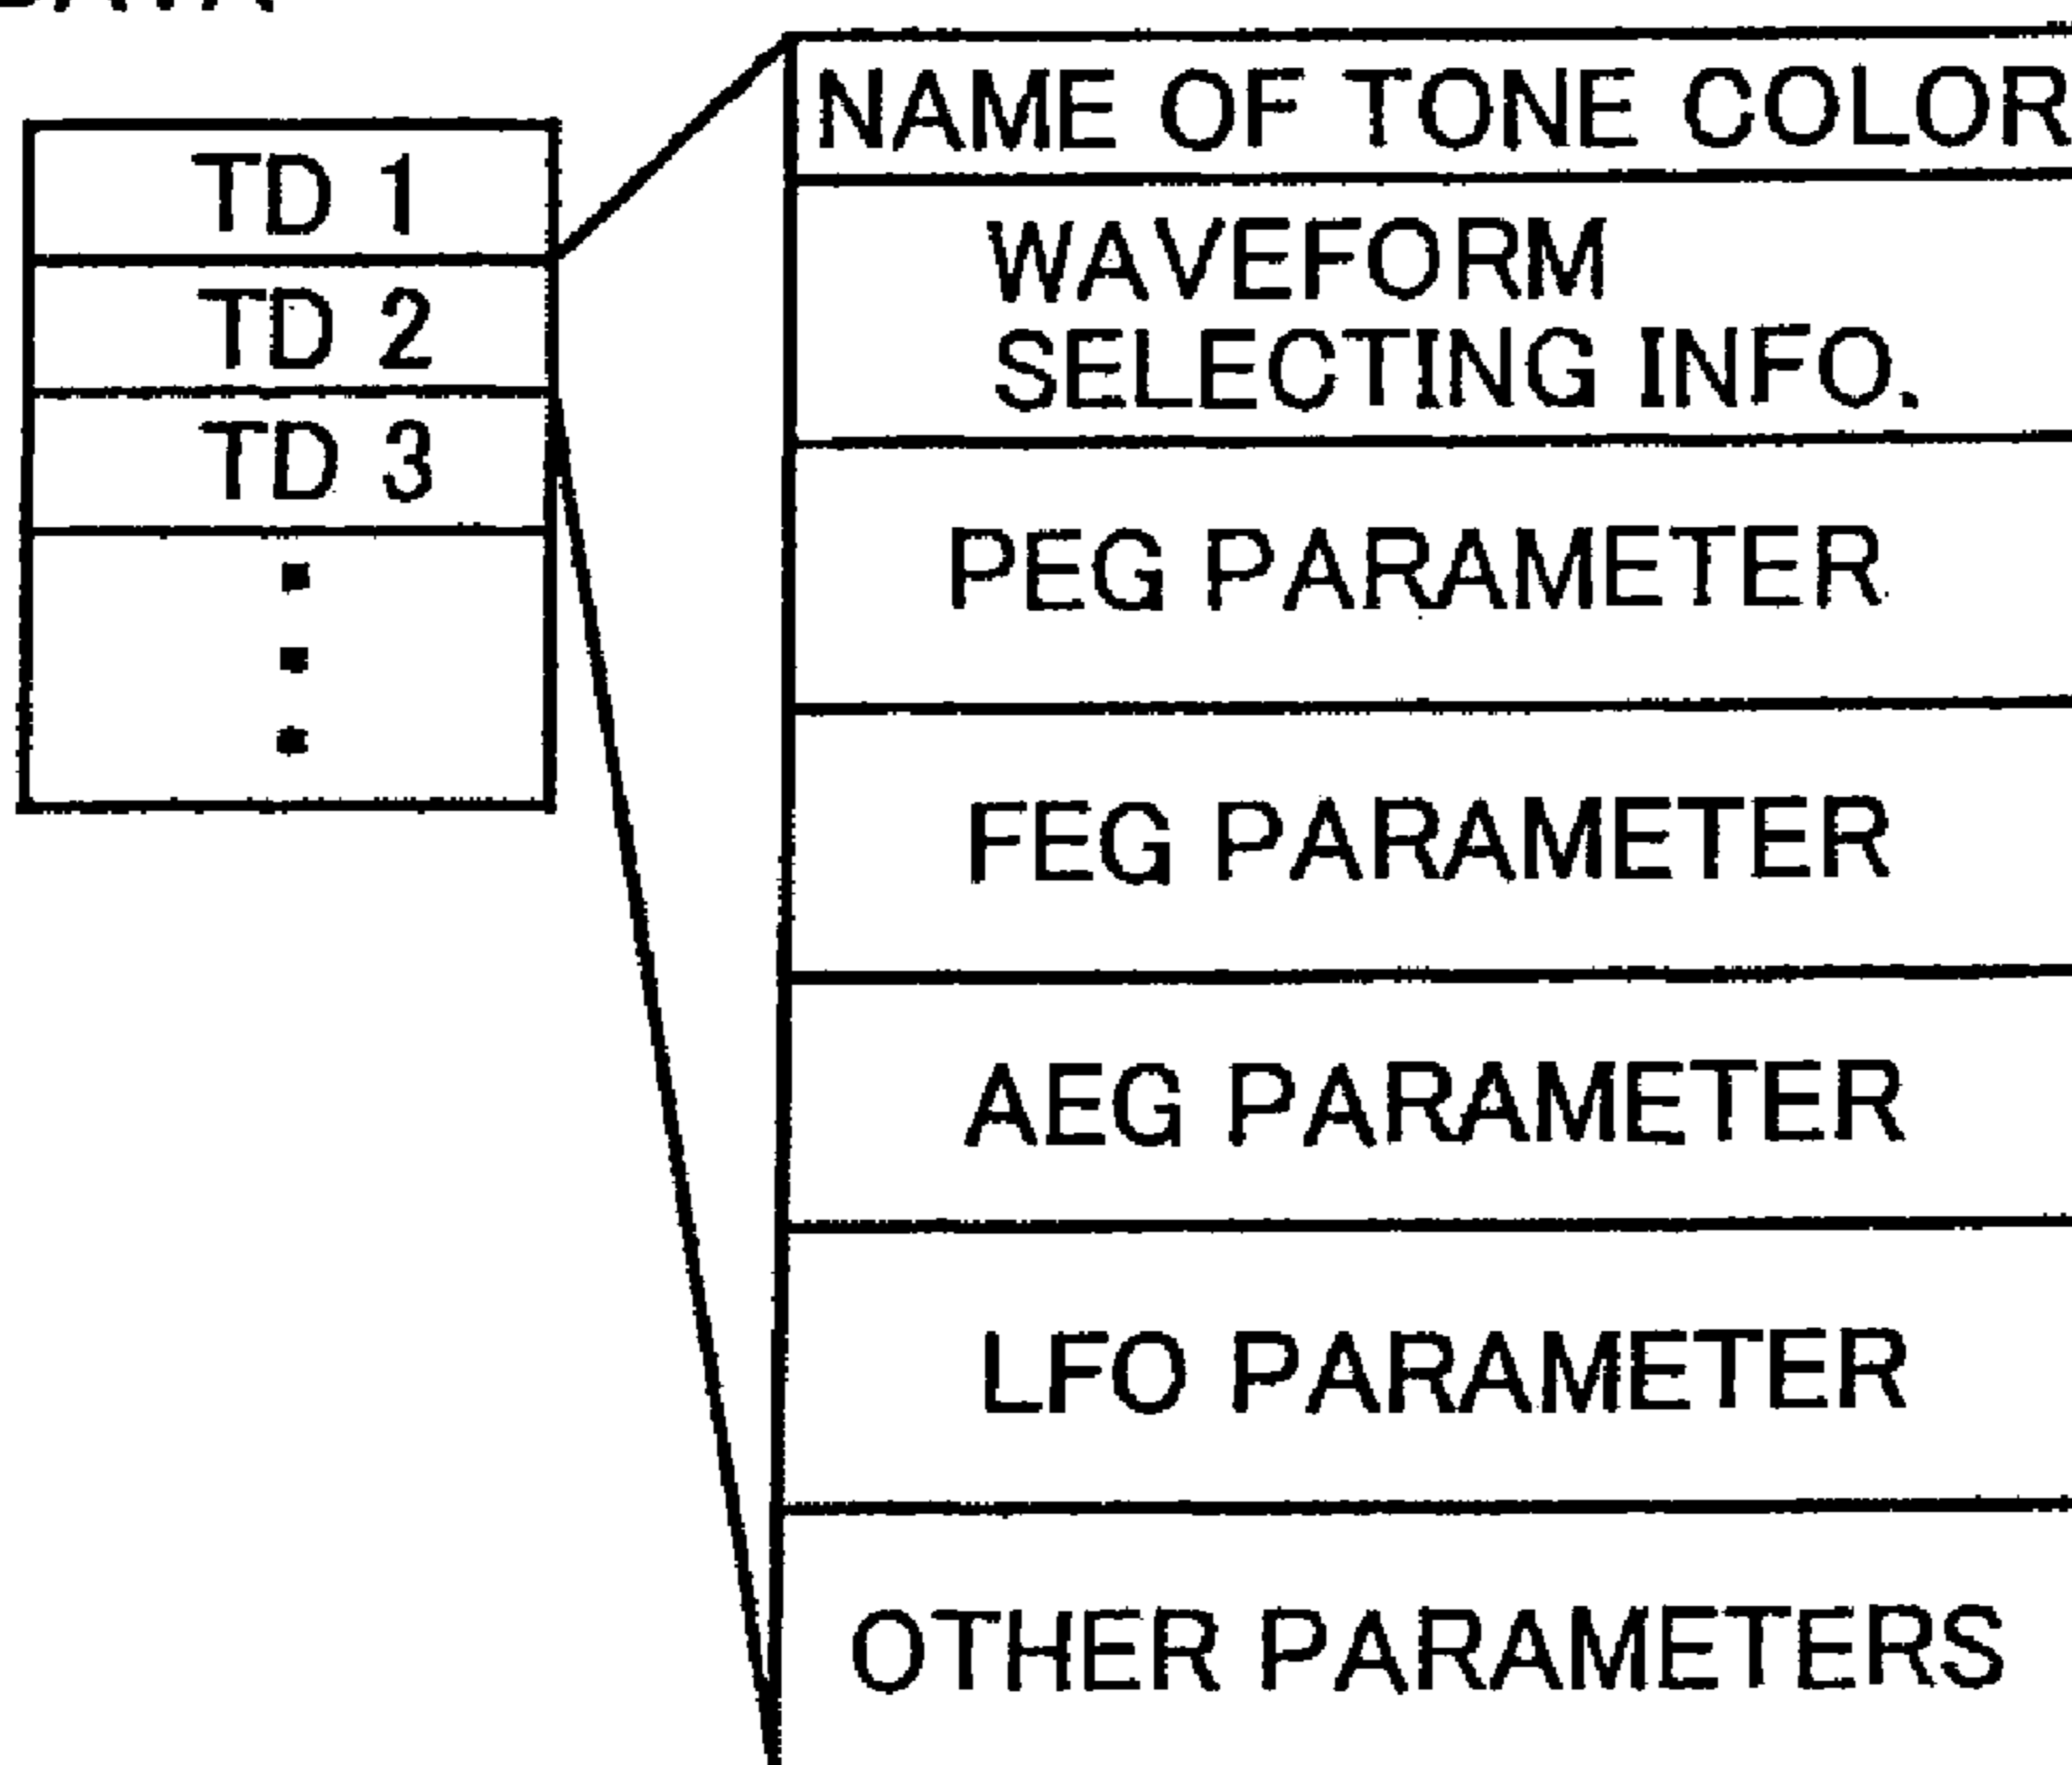 TD 1
TD 2
TD 3
NAME OF TONE COLOR
WAVEFORM
SELECTING INFO.
PEG PARAMETER
FEG PARAMETER
AEG PARAMETER
LFO PARAMETER
OTHER PARAMETERS